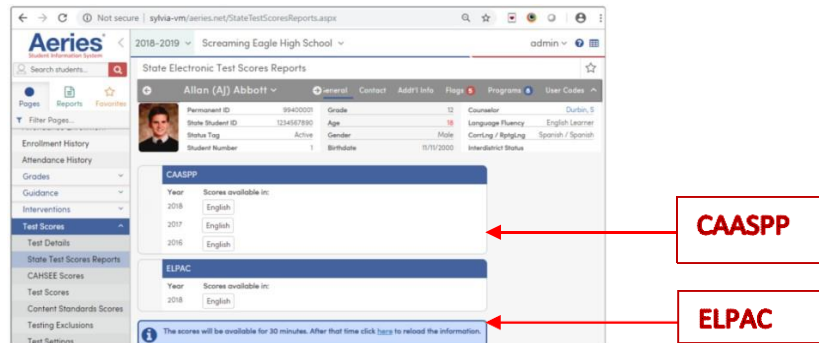 Not secure | sylvia-vm/aeries.net/StateTestScoresReports.aspx
Aeries
Student Information System
2018-2019 Screaming Eagle High School admin
Search students...
State Electronic Test Scores Reports
Pages Reports Favorites
Allan (AJ) Abbott General Contact Addt'l Info Flags 5 Programs 6 User Codes
Permanent ID 99400001 Grade 12 Counselor Durbin, S
State Student ID 1234567890 Age 18 Language Fluency English Learner
Status Tag Active Gender Male CorrLng / RptgLng Spanish / Spanish
Student Number 1 Birthdate 11/11/2000 Interdistrict Status
Filter Pages...
Enrollment History
Attendance History
Grades
Guidance
Interventions
Test Scores
Test Details
State Test Scores Reports
CAHSEE Scores
Test Scores
Content Standards Scores
Testing Exclusions
Test Settings
CAASPP
Year Scores available in:
2018 English
2017 English
2016 English
ELPAC
Year Scores available in:
2018 English
The scores will be available for 30 minutes. After that time click here to reload the information.
CAASPP
ELPAC